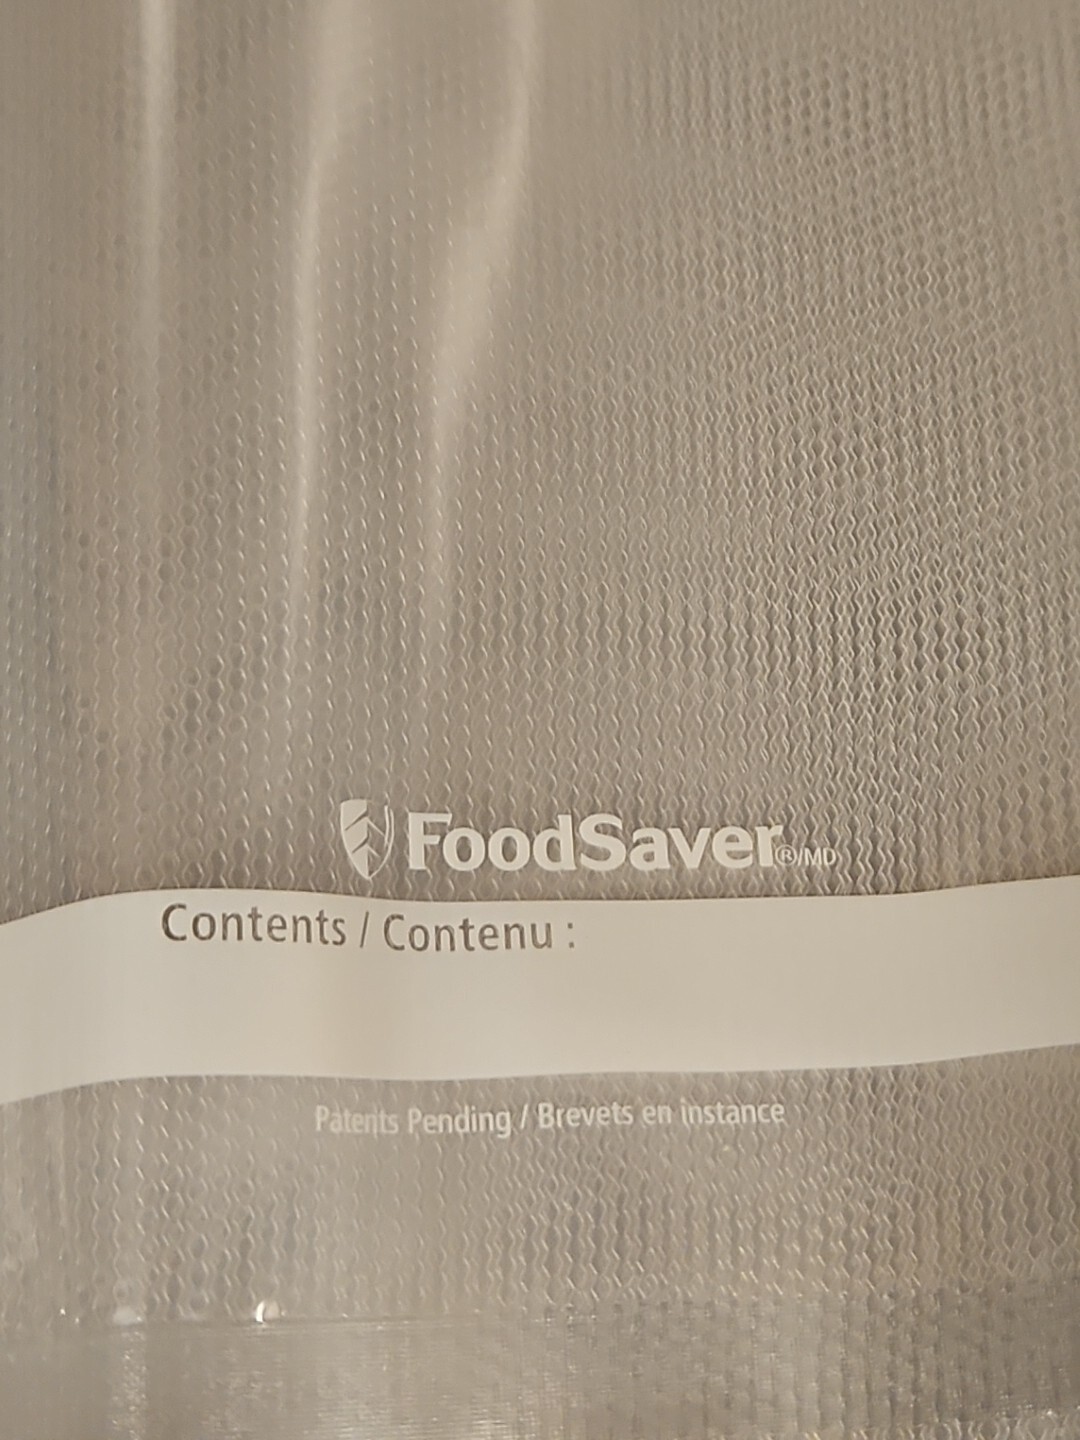 FoodSaver®/MD
Contents / Contenu :
Patents Pending / Brevets en instance